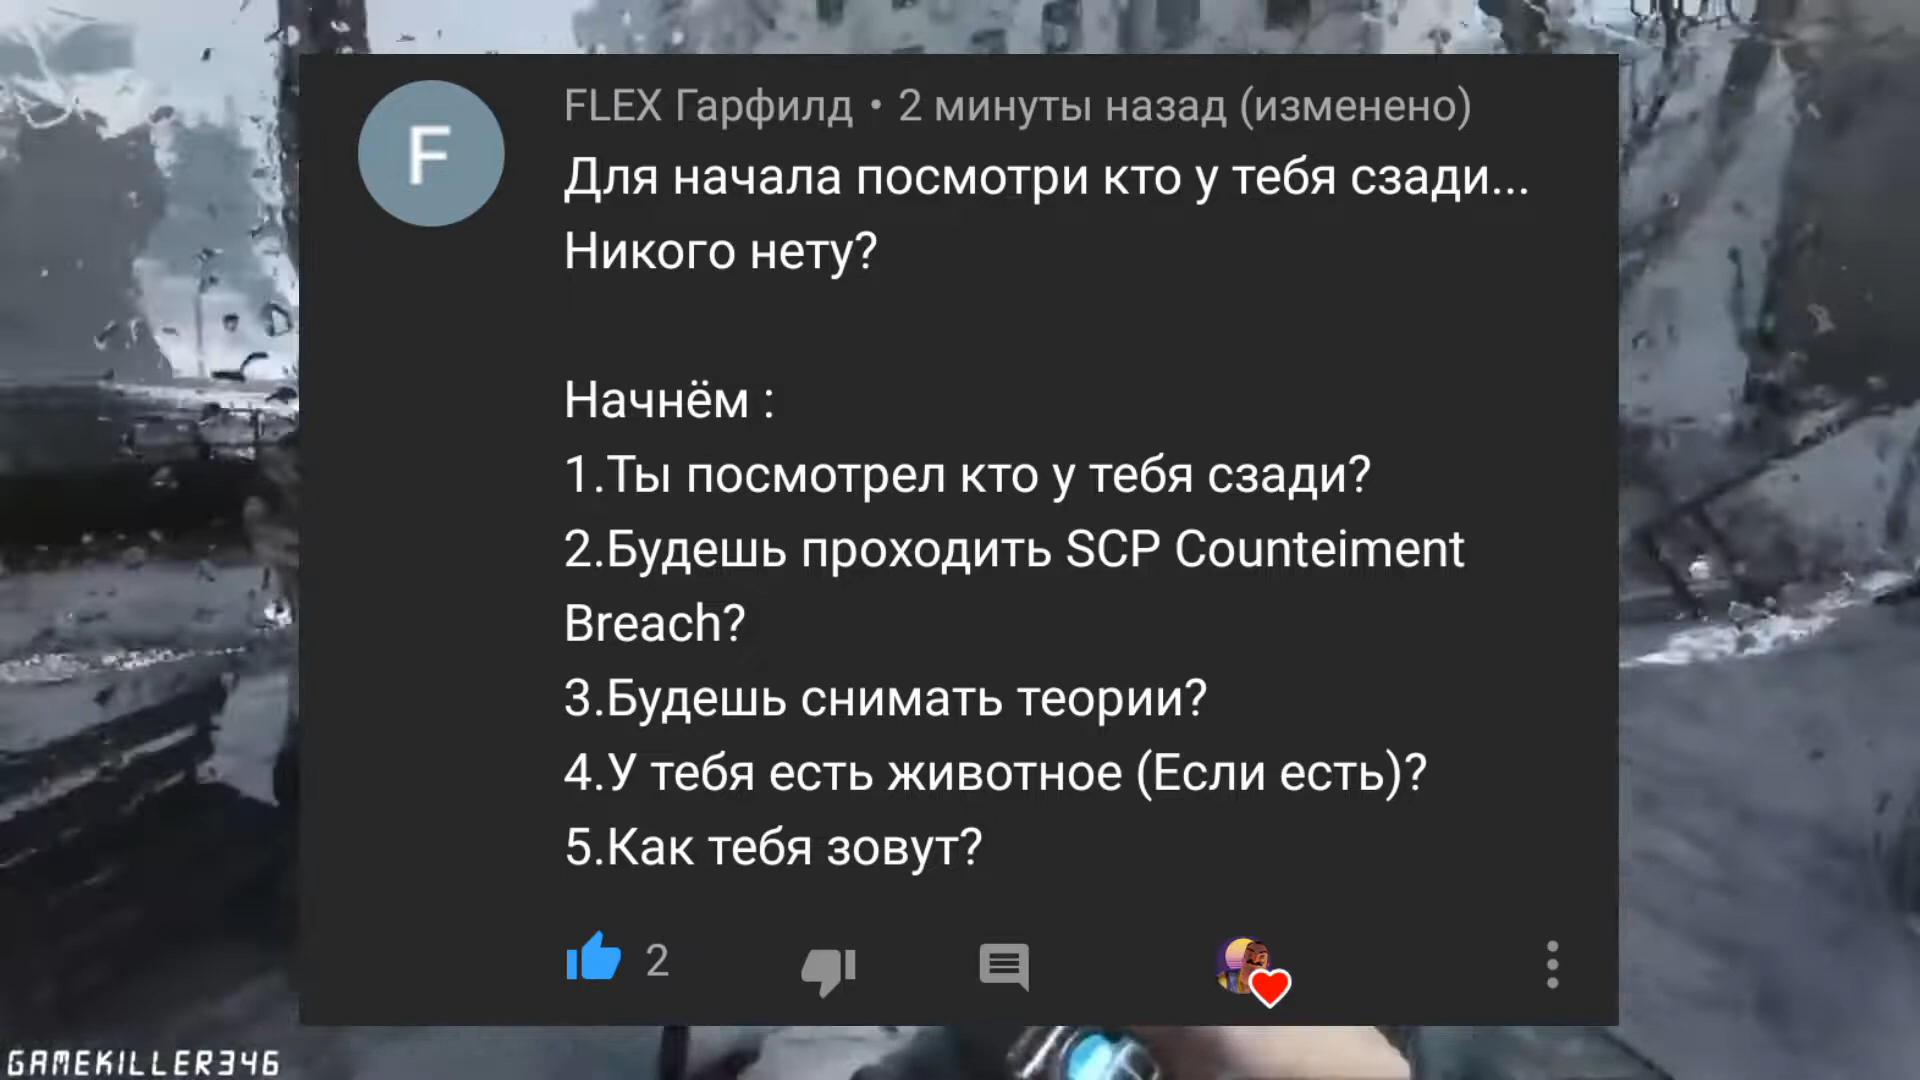 F
FLEX Гарфилд • 2 минуты назад (изменено)
Для начала посмотри кто у тебя сзади...
Никого нету?
Начнём :
1.Ты посмотрел кто у тебя сзади?
2.Будешь проходить SCP Counteiment
Breach?
3.Будешь снимать теории?
4.У тебя есть животное (Если есть)?
5.Как тебя зовут?
2
GAMEKILLER346